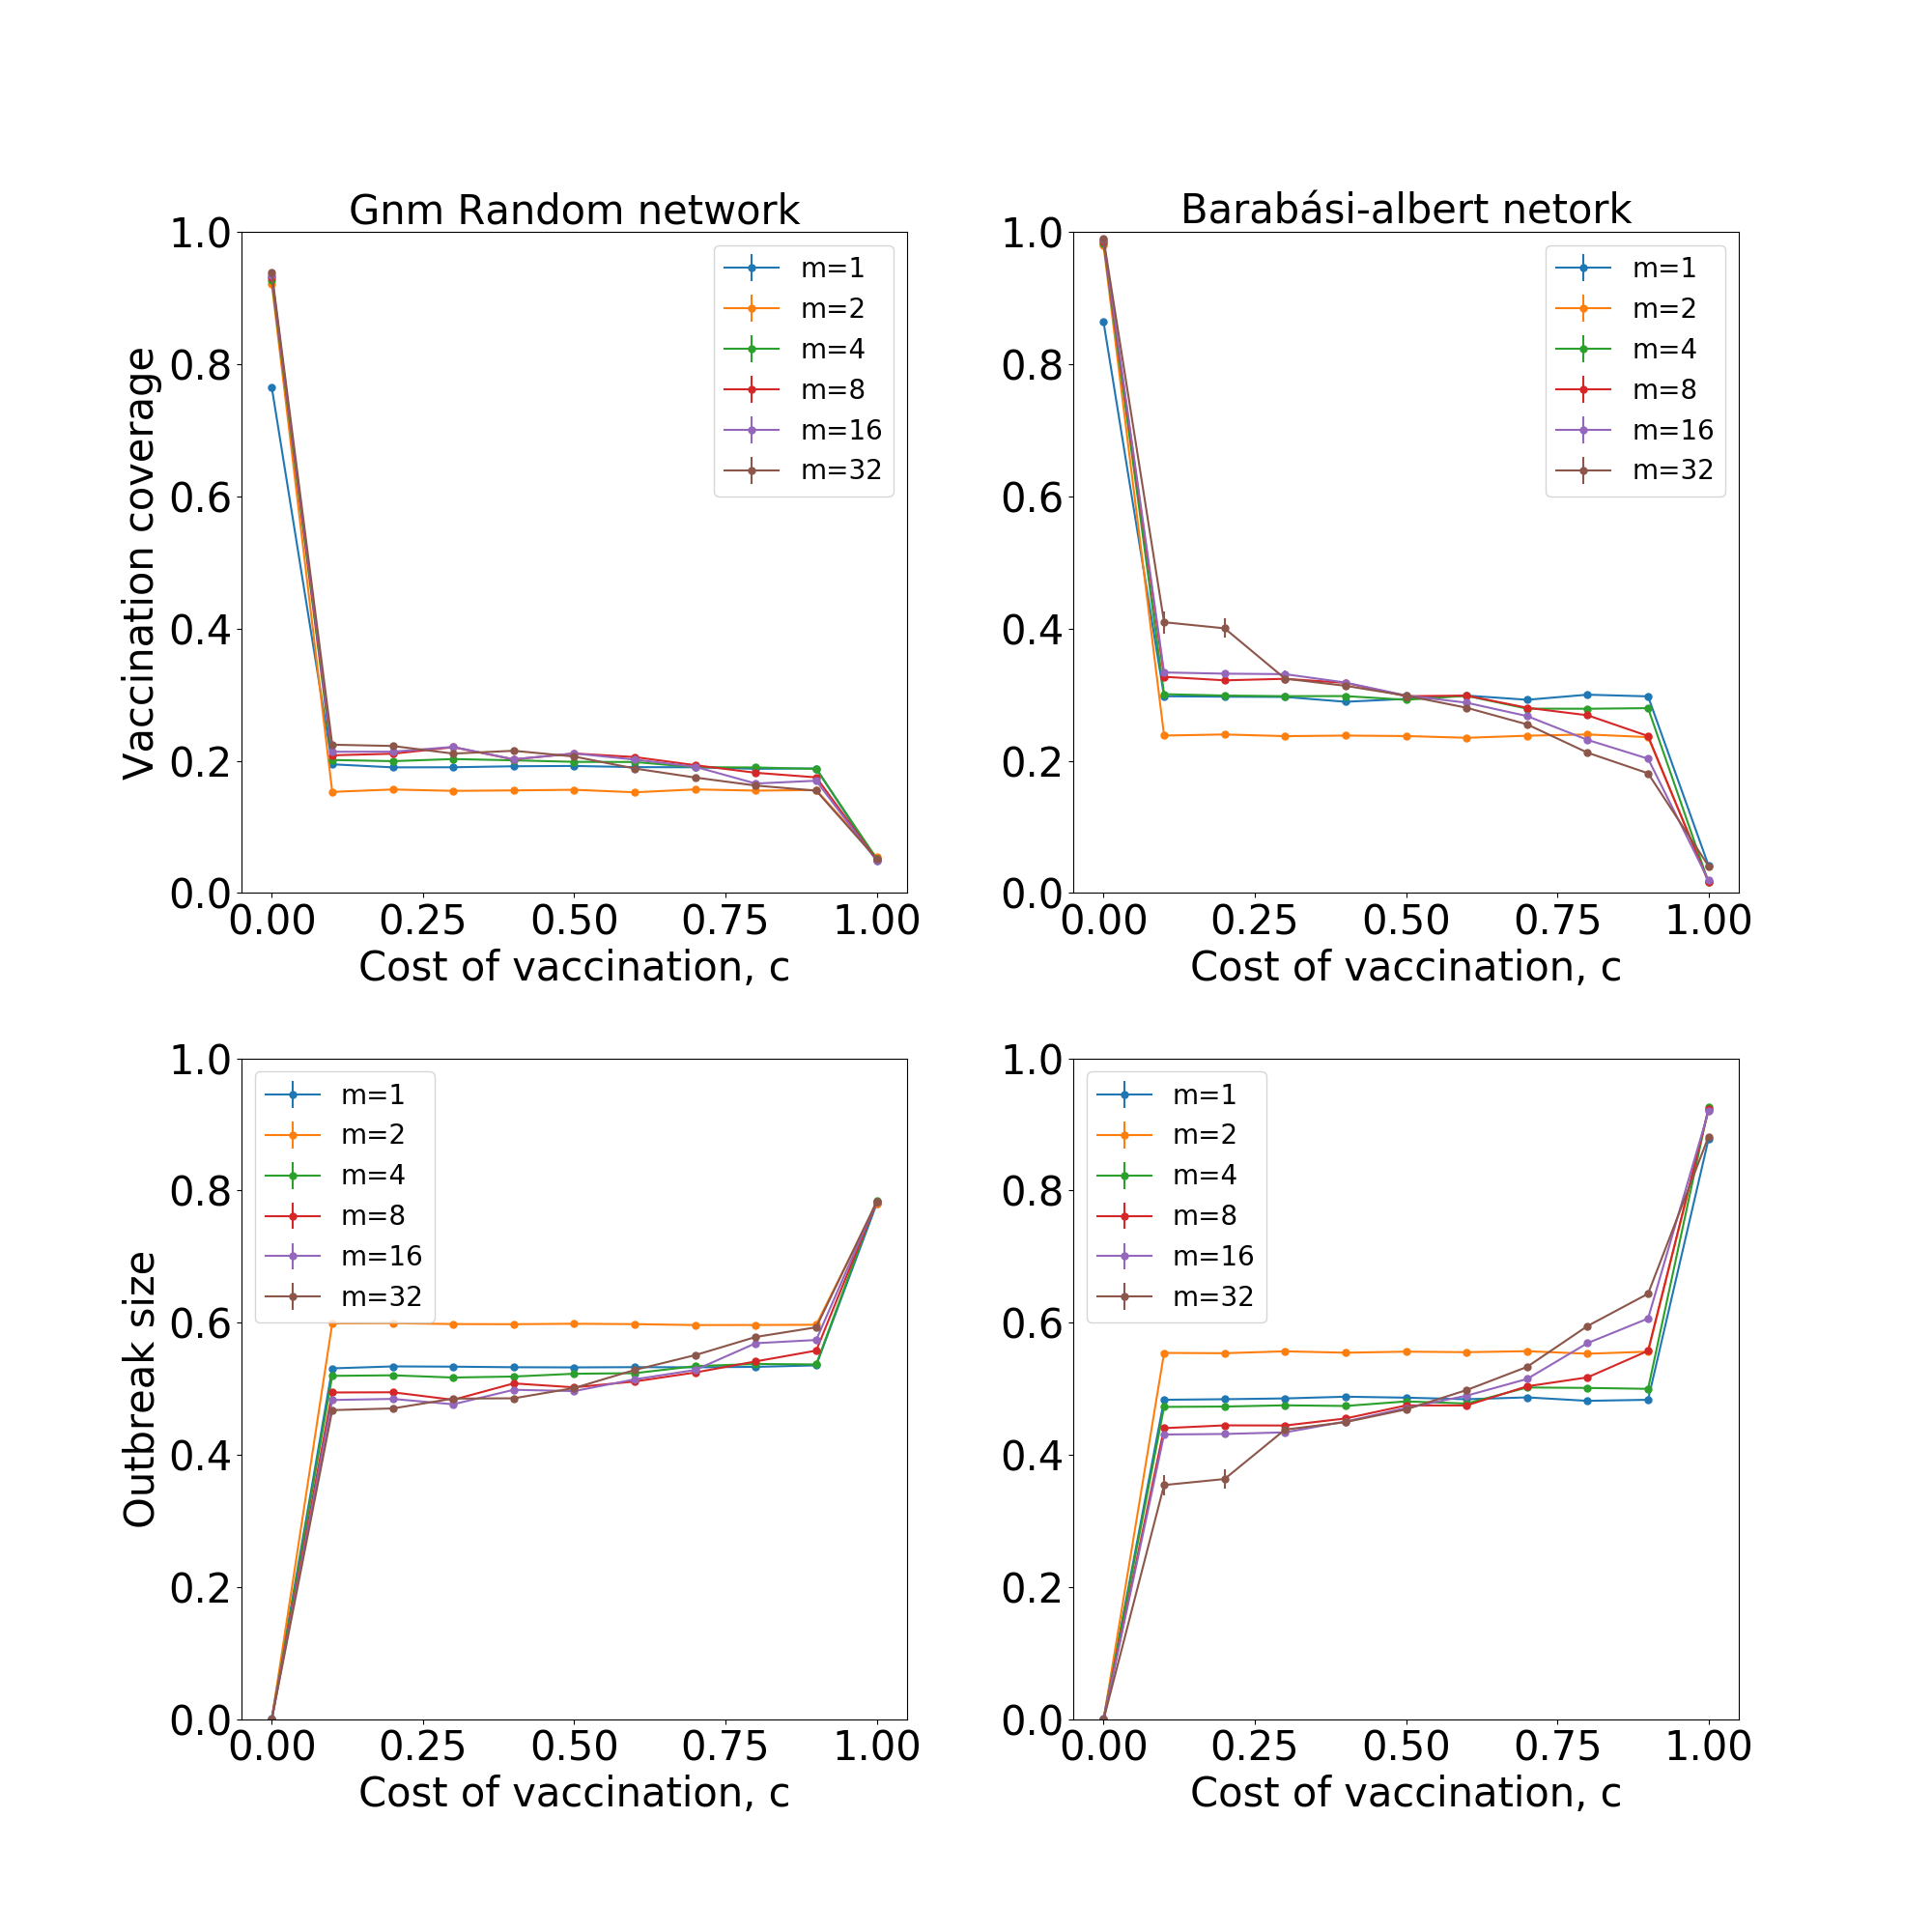 Gnm Random network
Vaccination coverage
1.0
0.8
0.6
0.4
0.2
0.0
m=1
m=2
m=4
m=8
m=16
m=32
0.00 0.25 0.50 0.75 1.00
Cost of vaccination, c
Barabási-albert netork
1.0
0.8
0.6
0.4
0.2
0.0
m=1
m=2
m=4
m=8
m=16
m=32
0.00 0.25 0.50 0.75 1.00
Cost of vaccination, c
Outbreak size
1.0
0.8
0.6
0.4
0.2
0.0
m=1
m=2
m=4
m=8
m=16
m=32
0.00 0.25 0.50 0.75 1.00
Cost of vaccination, c
1.0
0.8
0.6
0.4
0.2
0.0
m=1
m=2
m=4
m=8
m=16
m=32
0.00 0.25 0.50 0.75 1.00
Cost of vaccination, c